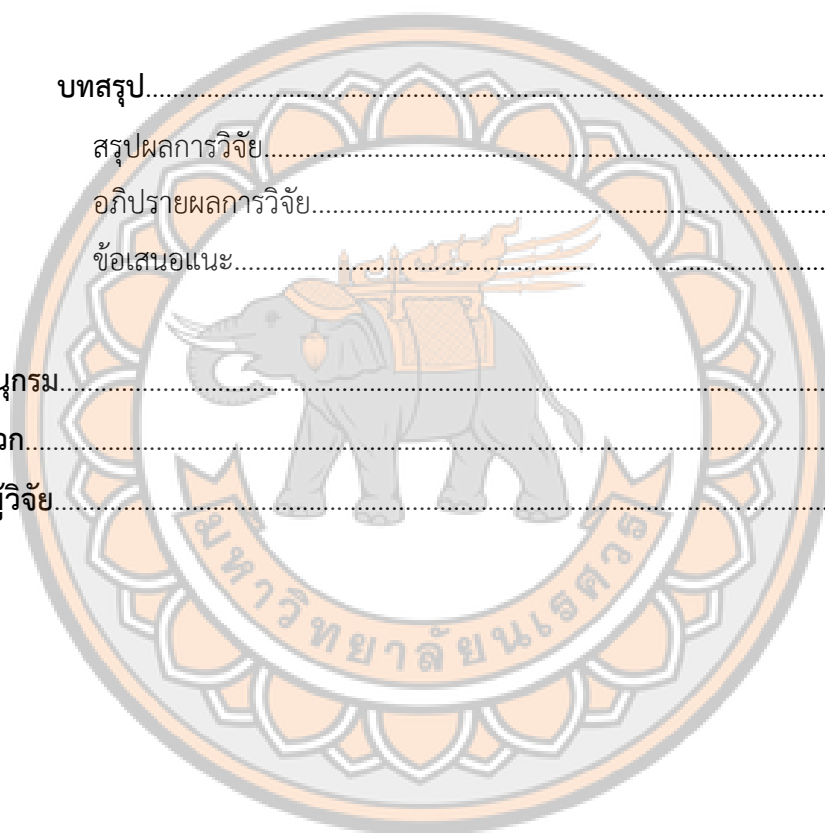 บทสรุป
สรุปผลการวิจัย
อภิปรายผลการวิจัย
ข้อเสนอแนะ
นุกรม
วก
ผู้วิจัย
มหาวิทยาลัยนเรศวร